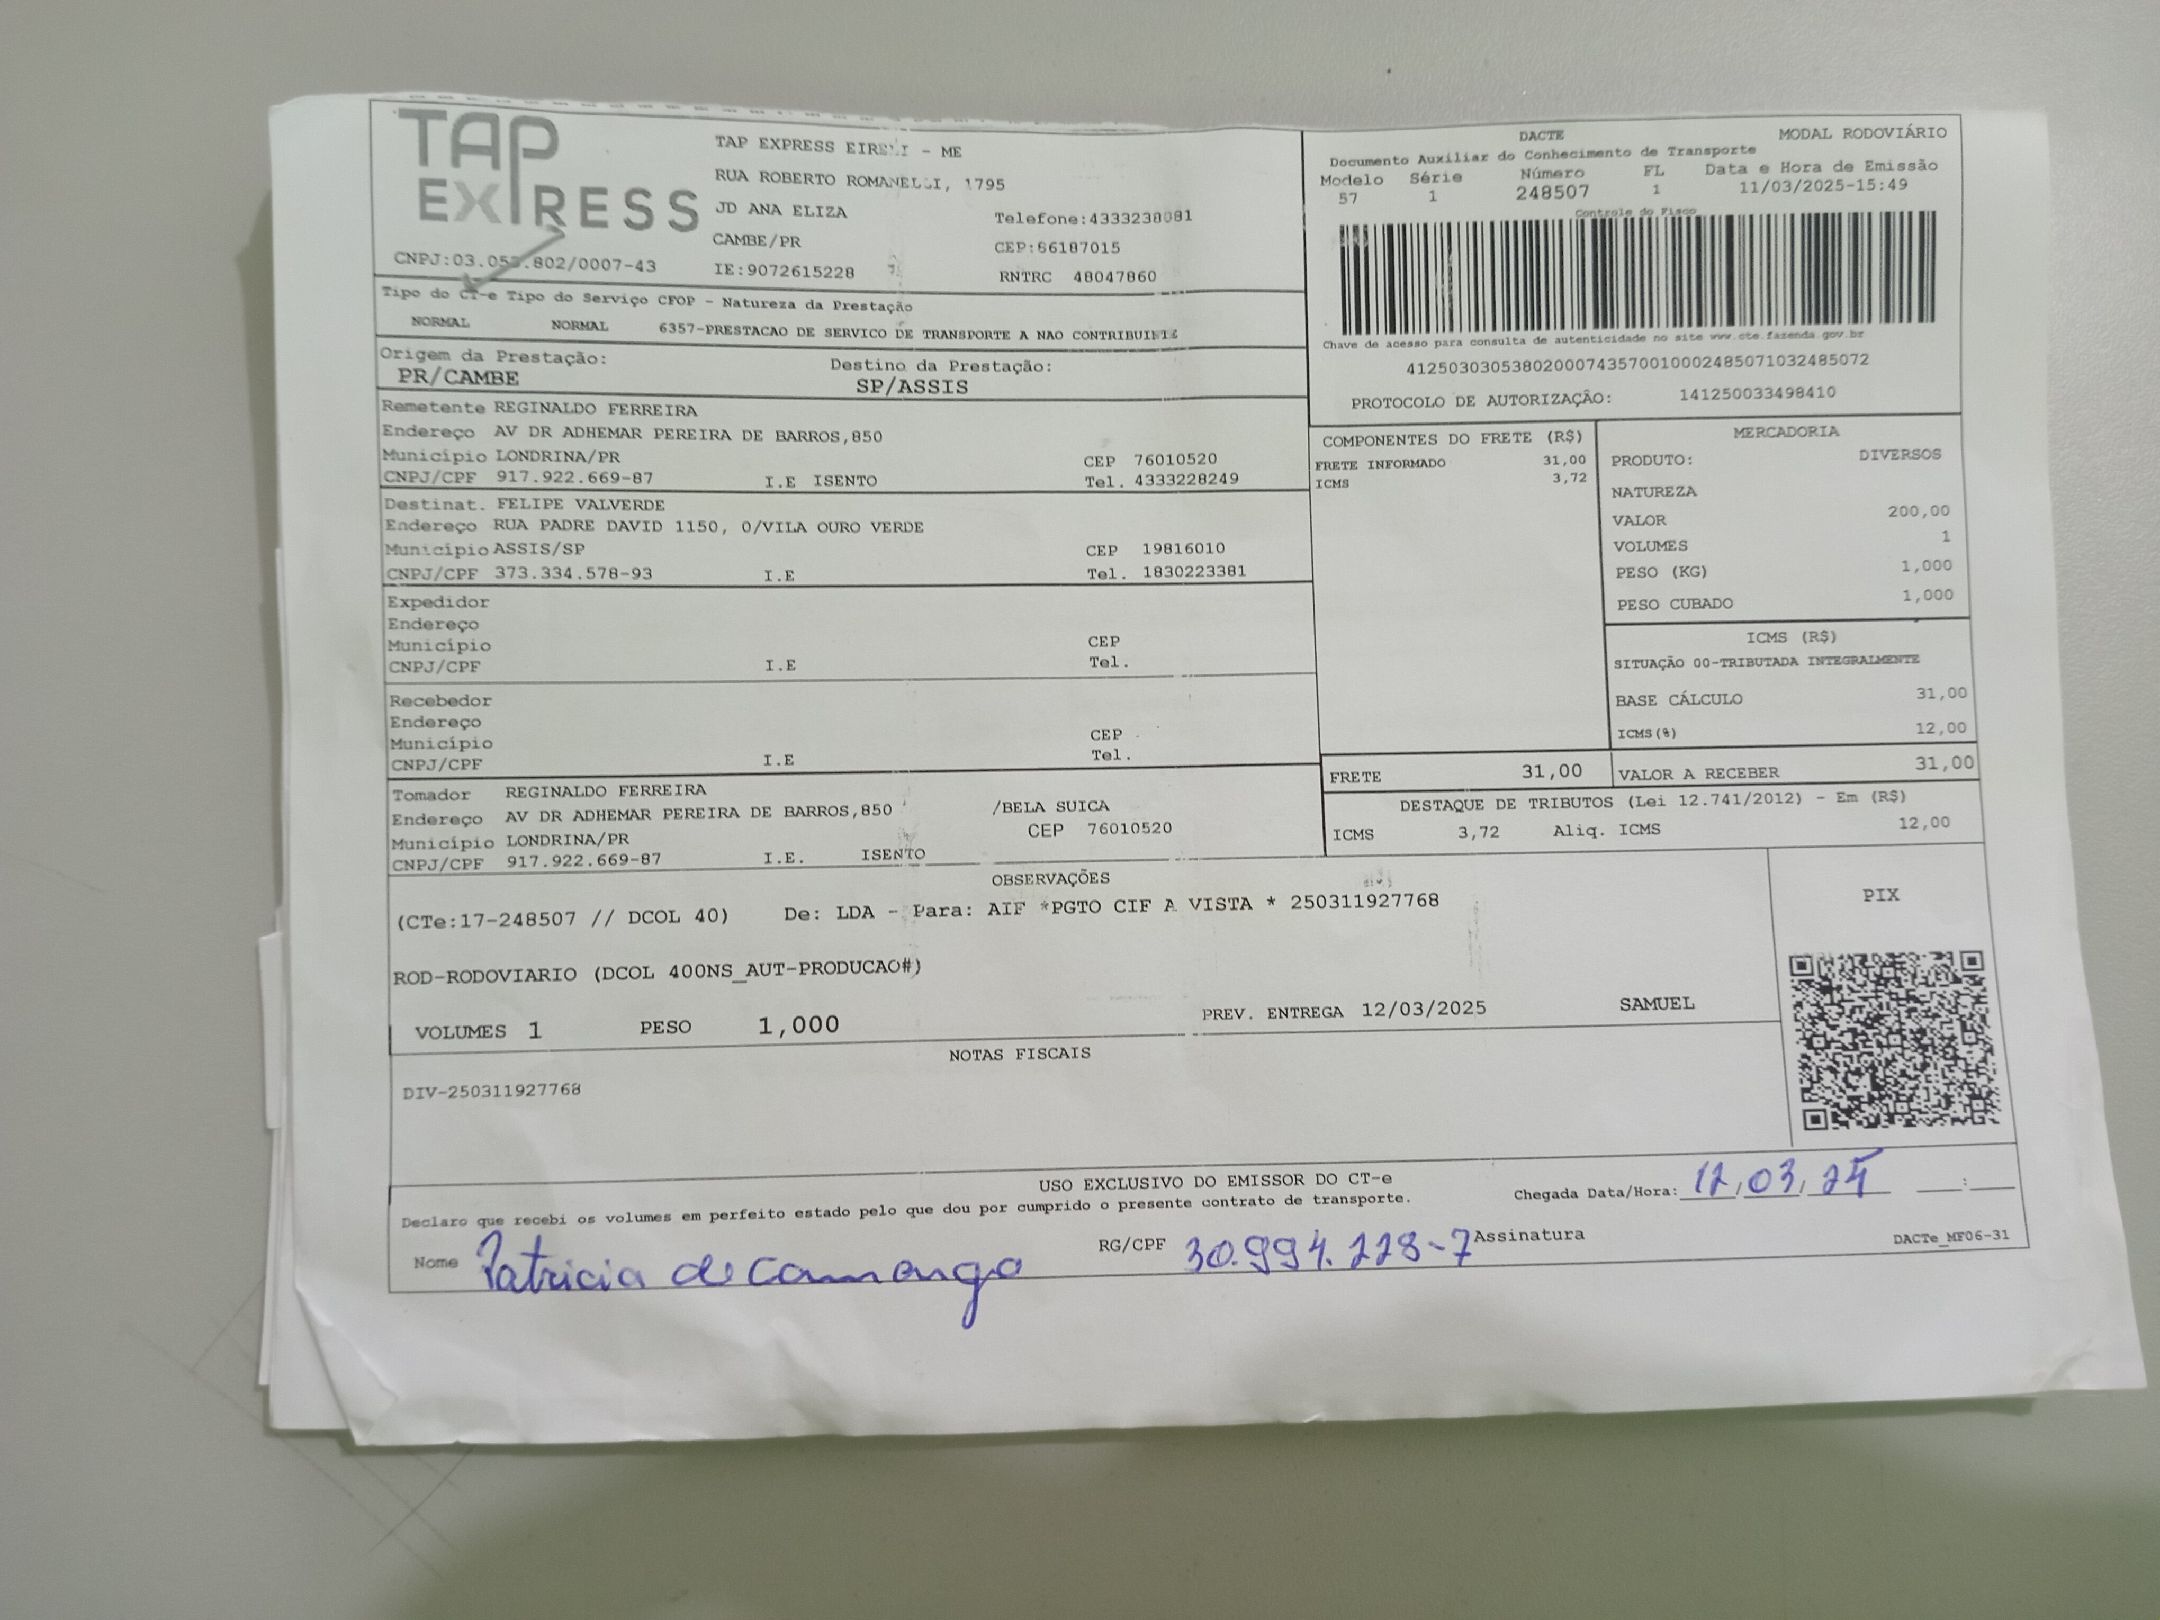 TAP
EXPRESS
CNPJ:03.053.802/0007-43
TAP EXPRESS EIRELI - ME
RUA ROBERTO ROMANELLI, 1795
JD ANA ELIZA
Telefone:4333238081
CAMBE/PR
CEP:86187015
IE:9072615228
RNTRC 48047860
DACTE
MODAL RODOVIÁRIO
Documento Auxiliar do Conhecimento de Transporte
Modelo Série Número FL Data e Hora de Emissão
57 1 248507 1 11/03/2025-15:49
Controle do Fisco
Chave de acesso para consulta de autenticidade no site www.cte.fazenda.gov.br
41250303053802000743570010002485071032485072
PROTOCOLO DE AUTORIZAÇÃO: 141250033498410
Tipo do CT-e Tipo do Serviço CFOP - Natureza da Prestação
NORMAL NORMAL 6357-PRESTACAO DE SERVICO DE TRANSPORTE A NAO CONTRIBUINTE
Origem da Prestação: Destino da Prestação:
PR/CAMBE SP/ASSIS
Remetente REGINALDO FERREIRA
Endereço AV DR ADHEMAR PEREIRA DE BARROS,850
Município LONDRINA/PR CEP 76010520
CNPJ/CPF 917.922.669-87 I.E ISENTO Tel. 4333228249
Destinat. FELIPE VALVERDE
Endereço RUA PADRE DAVID 1150, 0/VILA OURO VERDE
Município ASSIS/SP CEP 19816010
CNPJ/CPF 373.334.578-93 I.E Tel. 1830223381
Expedidor
Endereço
Município CEP
CNPJ/CPF I.E Tel.
Recebedor
Endereço
Município CEP
CNPJ/CPF I.E Tel.
Tomador REGINALDO FERREIRA
Endereço AV DR ADHEMAR PEREIRA DE BARROS,850 /BELA SUICA
Município LONDRINA/PR CEP 76010520
CNPJ/CPF 917.922.669-87 I.E. ISENTO
COMPONENTES DO FRETE (R$)
FRETE INFORMADO 31,00
ICMS 3,72
MERCADORIA
PRODUTO: DIVERSOS
NATUREZA
VALOR 200,00
VOLUMES 1
PESO (KG) 1,000
PESO CUBADO 1,000
ICMS (R$)
SITUAÇÃO 00-TRIBUTADA INTEGRALMENTE
BASE CÁLCULO 31,00
ICMS(%) 12,00
FRETE 31,00 VALOR A RECEBER 31,00
DESTAQUE DE TRIBUTOS (Lei 12.741/2012) - Em (R$)
ICMS 3,72 Aliq. ICMS 12,00
OBSERVAÇÕES
(CTe:17-248507 // DCOL 40) De: LDA - Para: AIF *PGTO CIF A VISTA * 250311927768
ROD-RODOVIARIO (DCOL 400NS_AUT-PRODUCAO#)
VOLUMES 1 PESO 1,000 PREV. ENTREGA 12/03/2025 SAMUEL
PIX
NOTAS FISCAIS
DIV-250311927768
USO EXCLUSIVO DO EMISSOR DO CT-e
Declaro que recebi os volumes em perfeito estado pelo que dou por cumprido o presente contrato de transporte.
Chegada Data/Hora: 12,03,25 :
Nome Patricia de Camargo RG/CPF 30.994.228-7 Assinatura
DACTe_MF06-31